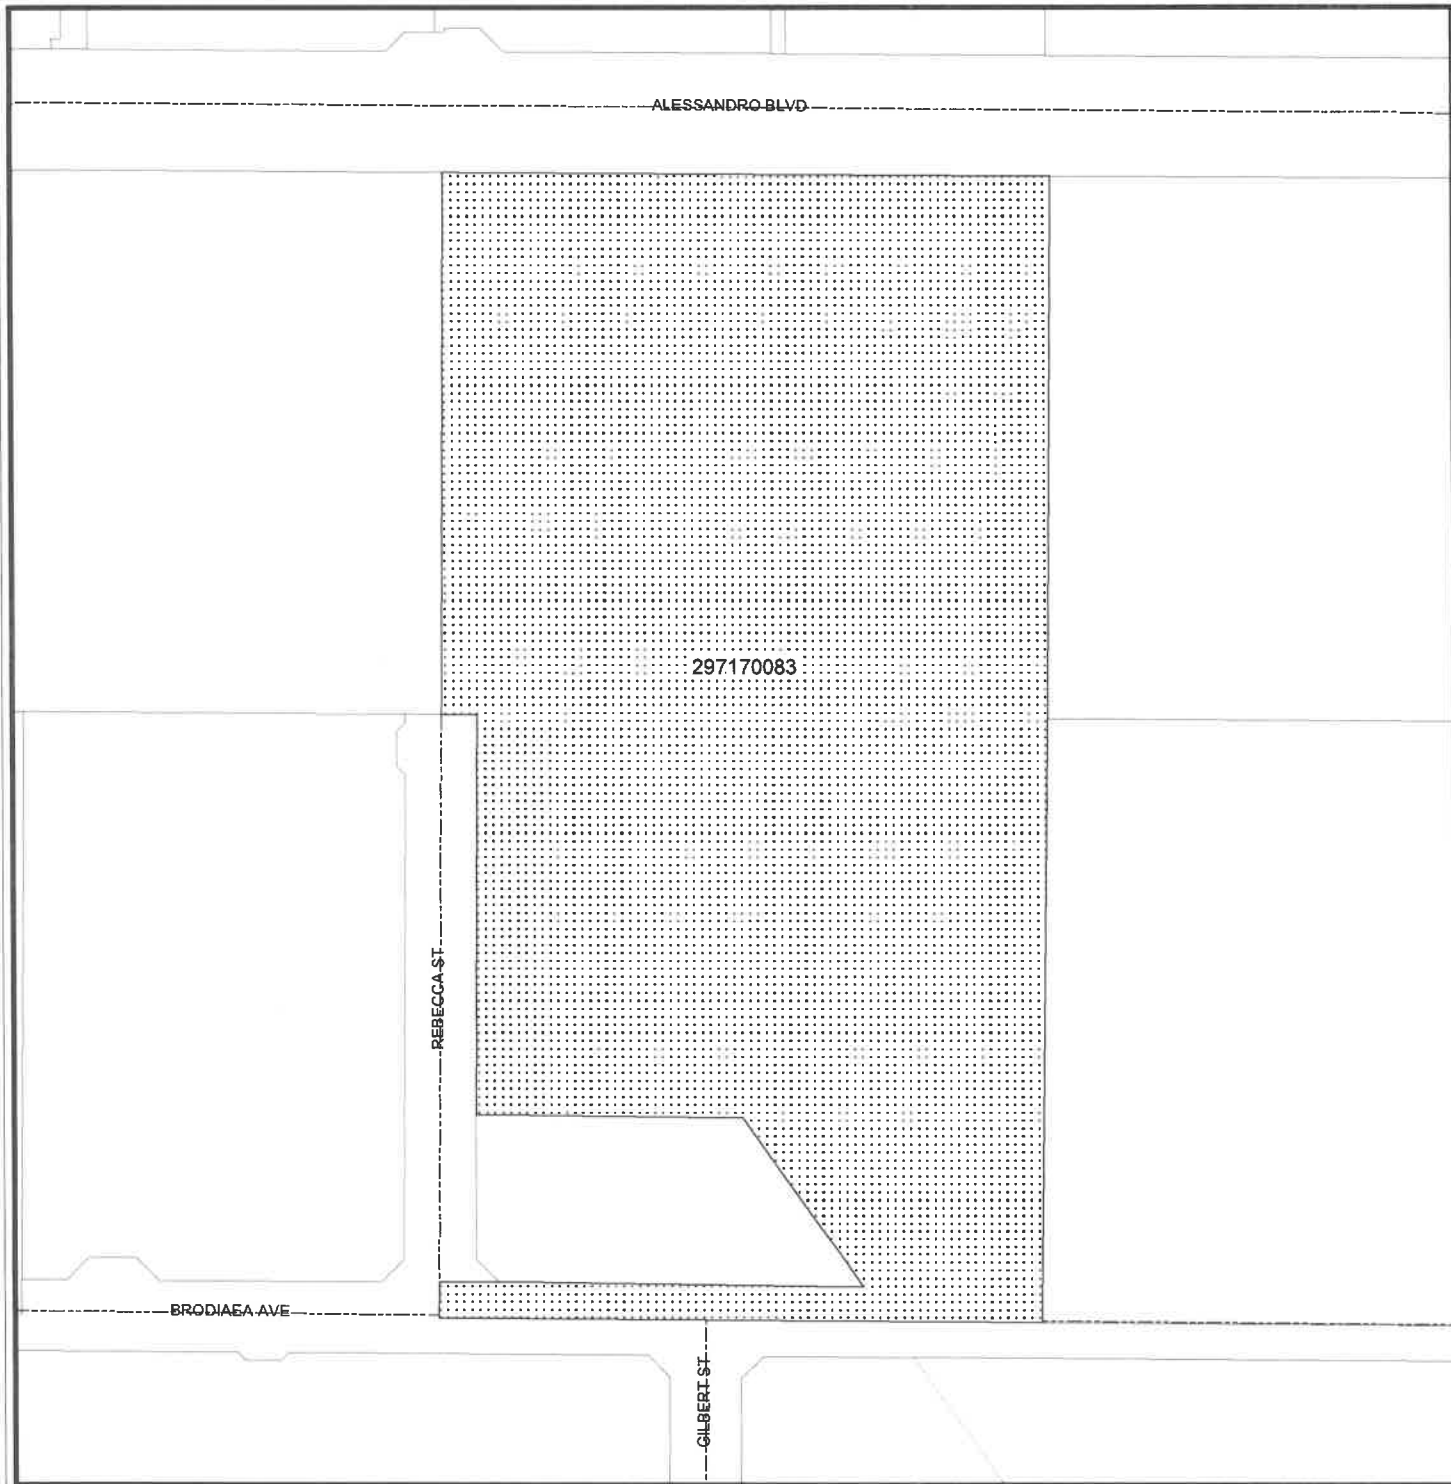 ALESSANDRO BLVD
297170083
REBECCA ST
BRODIAEA AVE
GILBERT ST